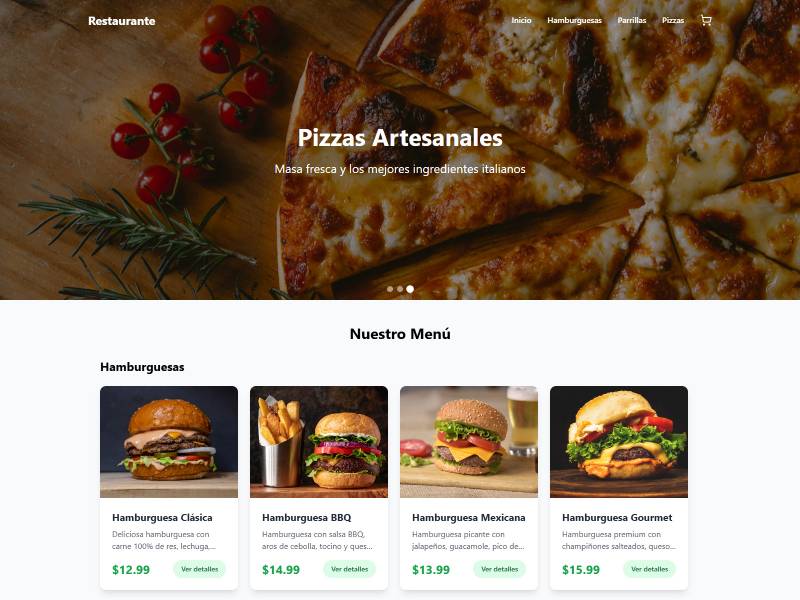 Restaurante
Inicio Hamburguesas Parrillas Pizzas
Pizzas Artesanales
Masa fresca y los mejores ingredientes italianos
Nuestro Menú
Hamburguesas
Hamburguesa Clásica
Deliciosa hamburguesa con
carne 100% de res, lechuga,...
$12.99 Ver detalles
Hamburguesa BBQ
Hamburguesa con salsa BBQ,
aros de cebolla, tocino y ques...
$14.99 Ver detalles
Hamburguesa Mexicana
Hamburguesa picante con
jalapeños, guacamole, pico de...
$13.99 Ver detalles
Hamburguesa Gourmet
Hamburguesa premium con
champiñones salteados, queso...
$15.99 Ver detalles